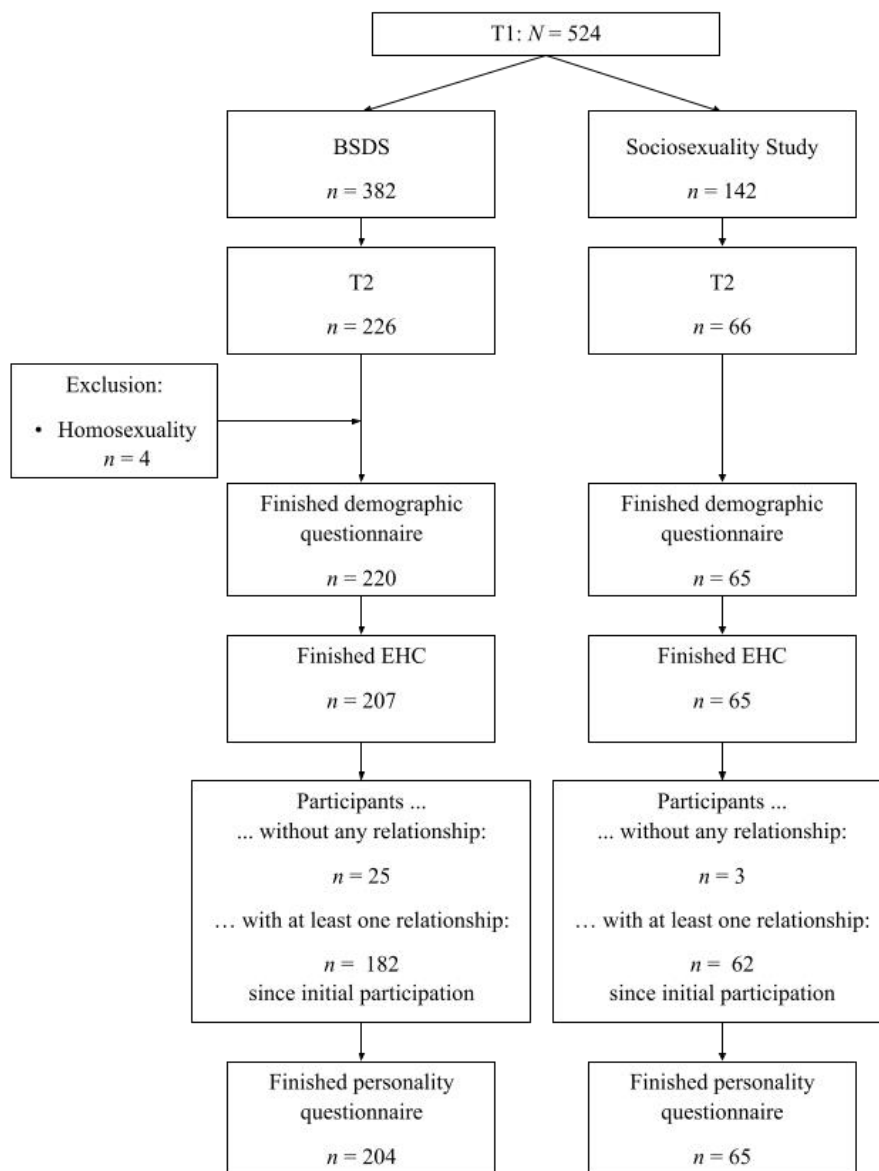 T1: N = 524
BSDS
n = 382
Sociosexuality Study
n = 142
T2
n = 226
T2
n = 66
Exclusion:
• Homosexuality
n = 4
Finished demographic
questionnaire
n = 220
Finished demographic
questionnaire
n = 65
Finished EHC
n = 207
Finished EHC
n = 65
Participants ...
... without any relationship:
n = 25
… with at least one relationship:
n = 182
since initial participation
Participants ...
... without any relationship:
n = 3
… with at least one relationship:
n = 62
since initial participation
Finished personality
questionnaire
n = 204
Finished personality
questionnaire
n = 65